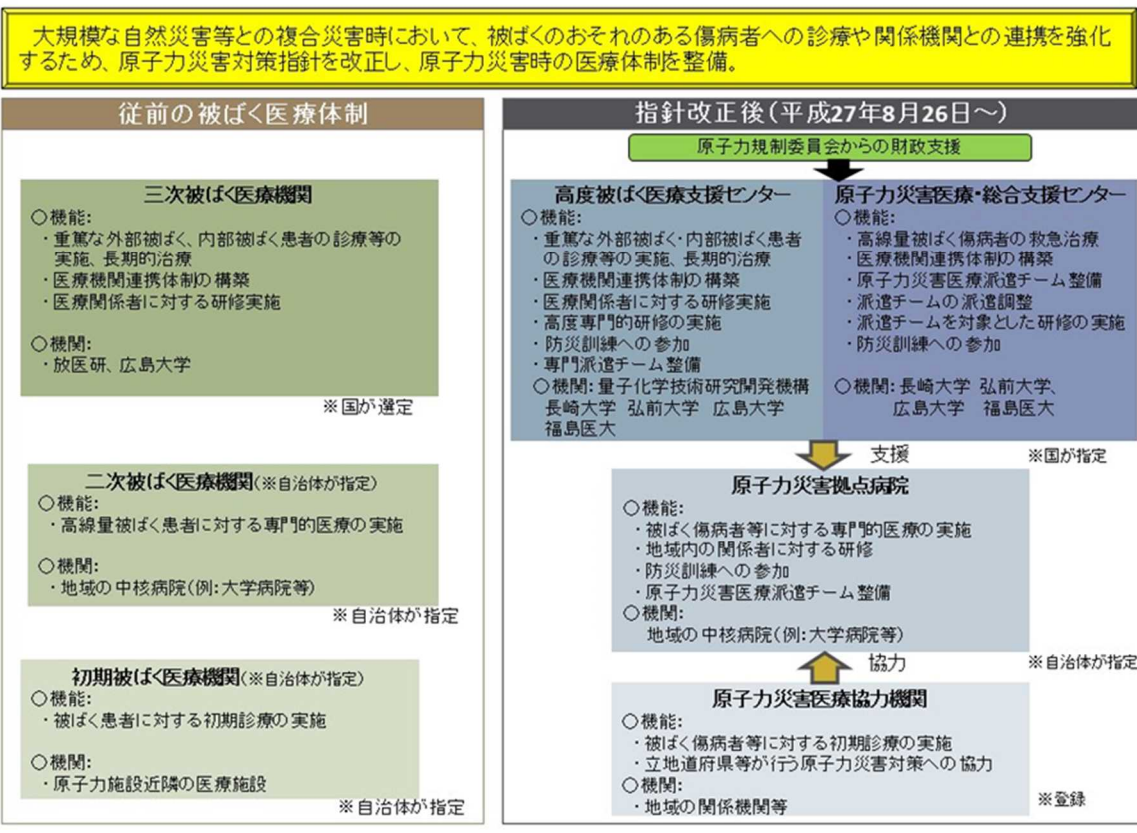 大規模な自然災害等との複合災害時において、被ばくのおそれのある傷病者への診療や関係機関との連携を強化
するため、原子力災害対策指針を改正し、原子力災害時の医療体制を整備。
従前の被ばく医療体制
三次被ばく医療機関
○機能:
・重篤な外部被ばく、内部被ばく患者の診療等の
実施、長期的治療
・医療機関連携体制の構築
・医療関係者に対する研修実施
○機関:
・放医研、広島大学
※国が選定
二次被ばく医療機関(※自治体が指定)
○機能:
・高線量被ばく患者に対する専門的医療の実施
○機関:
・地域の中核病院(例:大学病院等)
※自治体が指定
初期被ばく医療機関(※自治体が指定)
○機能:
・被ばく患者に対する初期診療の実施
○機関:
・原子力施設近隣の医療施設
※自治体が指定
指針改正後(平成27年8月26日~)
原子力規制委員会からの財政支援
高度被ばく医療支援センター
○機能:
・重篤な外部被ばく・内部被ばく患者
の診療等の実施、長期的治療
・医療機関連携体制の構築
・医療関係者に対する研修実施
・高度専門的研修の実施
・防災訓練への参加
・専門派遣チーム整備
○機関:量子化学技術研究開発機構
長崎大学 弘前大学 広島大学
福島医大
原子力災害医療・総合支援センター
○機能:
・高線量被ばく傷病者の救急治療
・医療機関連携体制の構築
・原子力災害医療派遣チーム整備
・派遣チームの派遣調整
・派遣チームを対象とした研修の実施
・防災訓練への参加
○機関:長崎大学 弘前大学、
広島大学 福島医大
支援
※国が指定
原子力災害拠点病院
○機能:
・被ばく傷病者等に対する専門的医療の実施
・地域内の関係者に対する研修
・防災訓練への参加
・原子力災害医療派遣チーム整備
○機関:
地域の中核病院(例:大学病院等)
協力
※自治体が指定
原子力災害医療協力機関
○機能:
・被ばく傷病者等に対する初期診療の実施
・立地道府県等が行う原子力災害対策への協力
○機関:
・地域の関係機関等
※登録